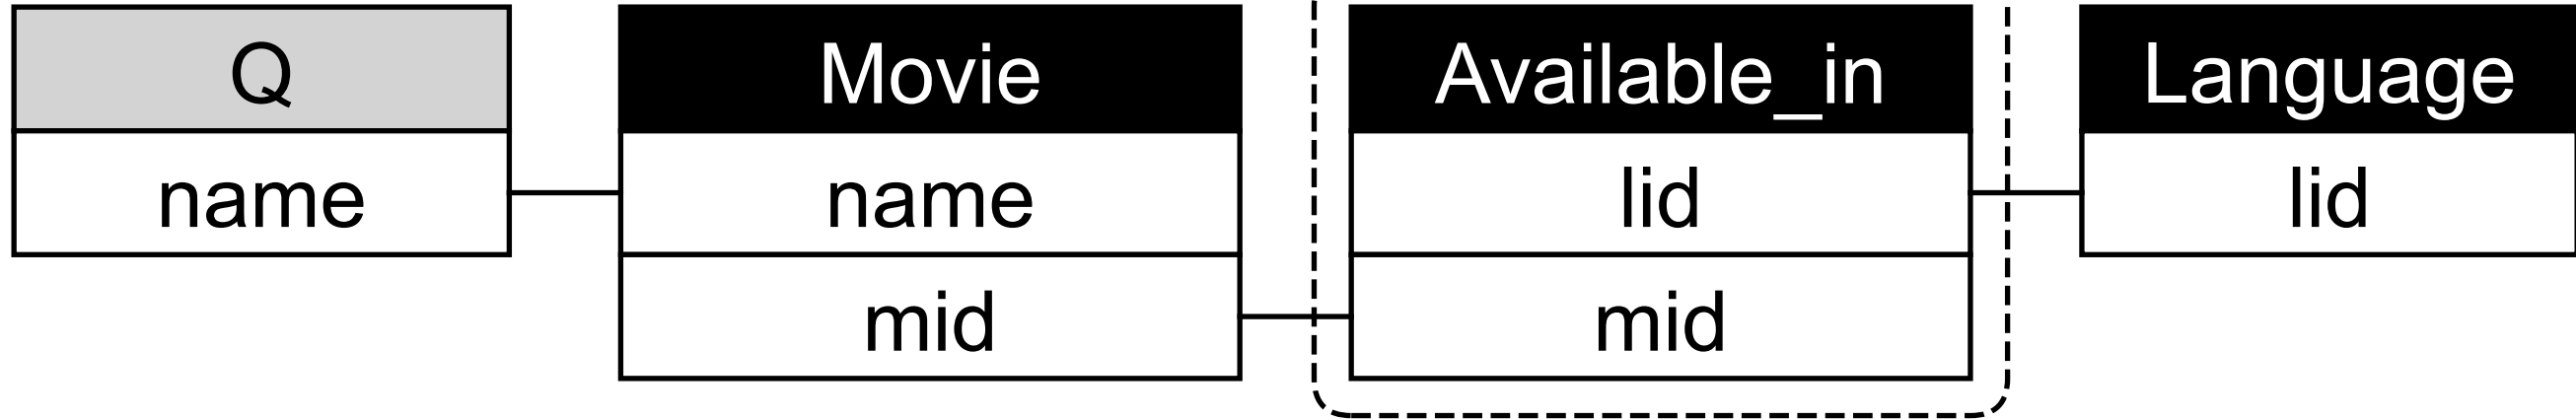 Q
name
Movie
name
mid
Available_in
lid
mid
Language
lid